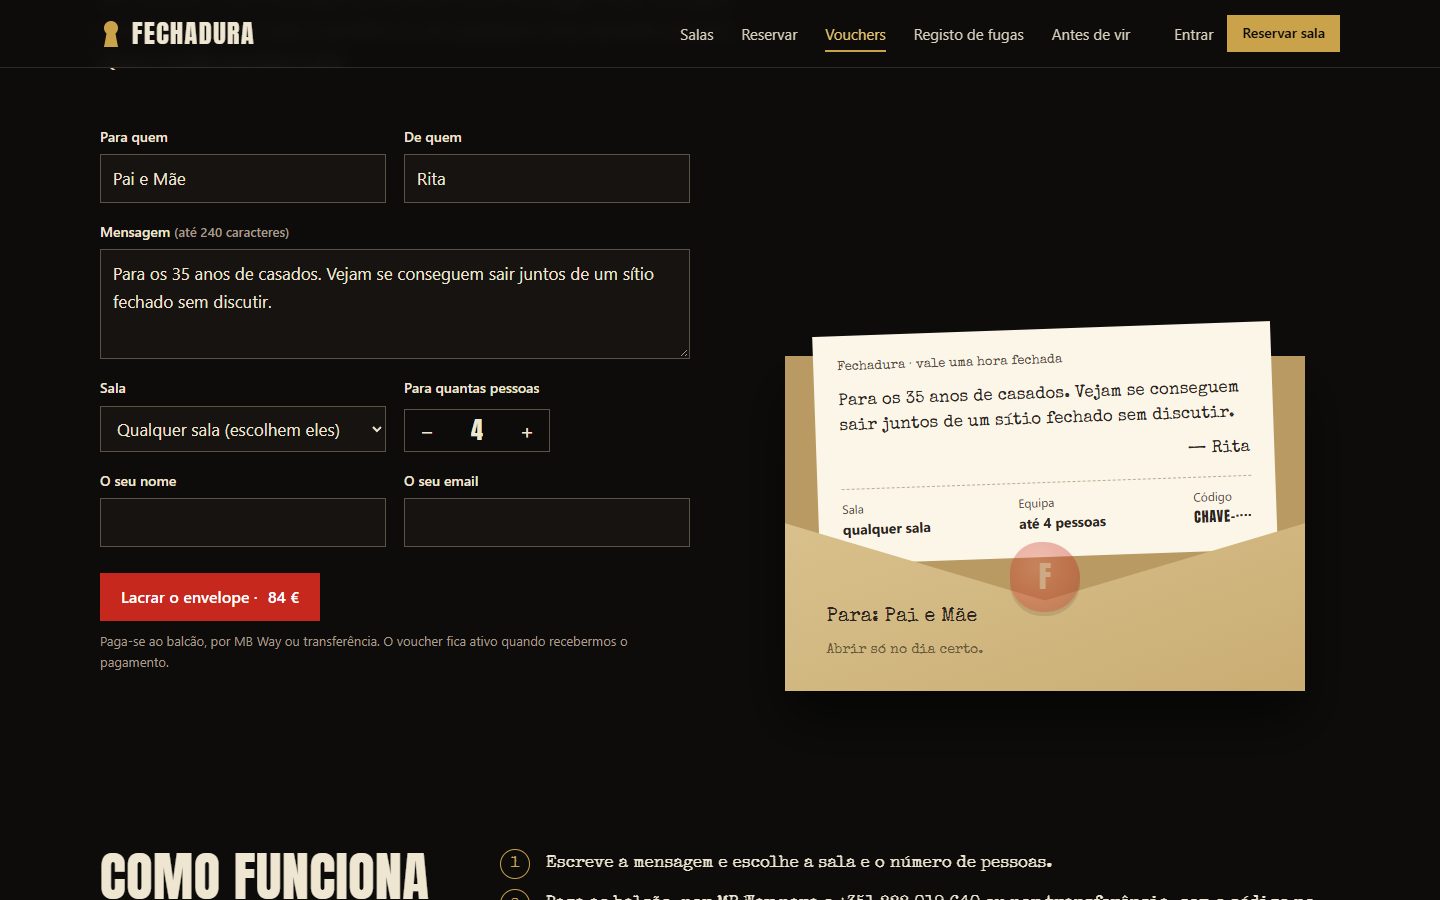 FECHADURA
Salas
Reservar
Vouchers
Registo de fugas
Antes de vir
Entrar
Reservar sala
Para quem
De quem
Pai e Mãe
Rita
Mensagem (até 240 caracteres)
Para os 35 anos de casados. Vejam se conseguem sair juntos de um sítio
fechado sem discutir.
Sala
Para quantas pessoas
Qualquer sala (escolhem eles)
− 4 +
O seu nome
O seu email
Lacrar o envelope · 84 €
Paga-se ao balcão, por MB Way ou transferência. O voucher fica ativo quando recebermos o
pagamento.
Fechadura · vale uma hora fechada
Para os 35 anos de casados. Vejam se conseguem
sair juntos de um sítio fechado sem discutir.
— Rita
Sala
qualquer sala
Equipa
até 4 pessoas
Código
CHAVE-····
F
Para: Pai e Mãe
Abrir só no dia certo.
COMO FUNCIONA
1 Escreve a mensagem e escolhe a sala e o número de pessoas.